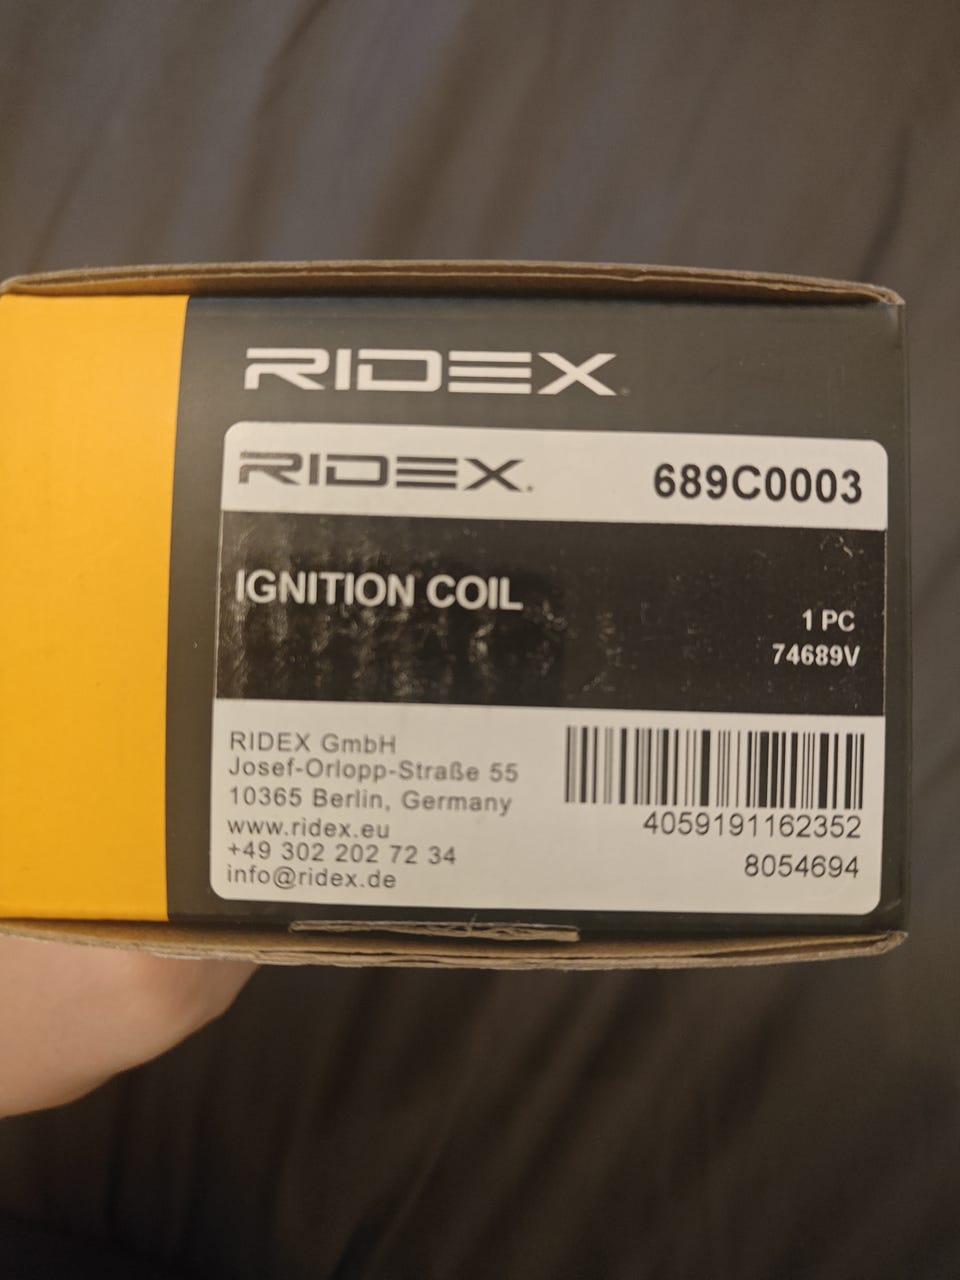 RIDEX
RIDEX. 689C0003
IGNITION COIL
1 PC
74689V
RIDEX GmbH
Josef-Orlopp-Straße 55
10365 Berlin, Germany
www.ridex.eu
+49 302 202 72 34
info@ridex.de
4059191162352
8054694